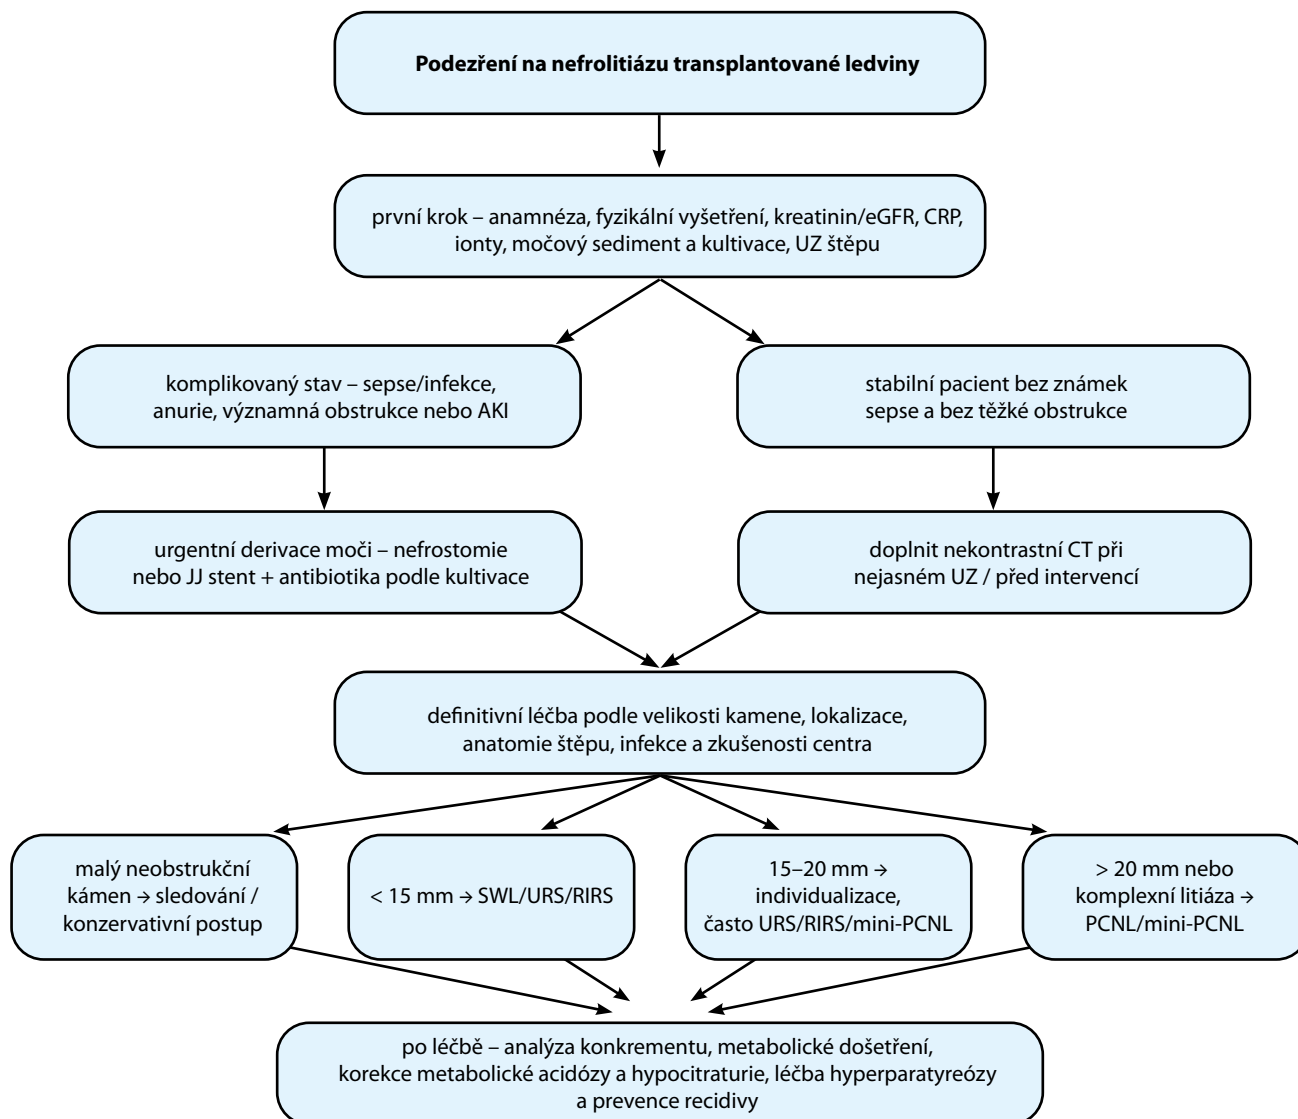 Podezření na nefrolitiázu transplantované ledviny
první krok – anamnéza, fyzikální vyšetření, kreatinin/eGFR, CRP,
ionty, močový sediment a kultivace, UZ štěpu
komplikovaný stav – sepse/infekce,
anurie, významná obstrukce nebo AKI
stabilní pacient bez známek
sepse a bez těžké obstrukce
urgentní derivace moči – nefrostomie
nebo JJ stent + antibiotika podle kultivace
doplnit nekontrastní CT při
nejasném UZ / před intervencí
definitivní léčba podle velikosti kamene, lokalizace,
anatomie štěpu, infekce a zkušenosti centra
malý neobstrukční
kámen → sledování /
konzervativní postup
< 15 mm → SWL/URS/RIRS
15–20 mm →
individualizace,
často URS/RIRS/mini-PCNL
> 20 mm nebo
komplexní litiáza →
PCNL/mini-PCNL
po léčbě – analýza konkrementu, metabolické došetření,
korekce metabolické acidózy a hypocitraturie, léčba hyperparatyreózy
a prevence recidivy